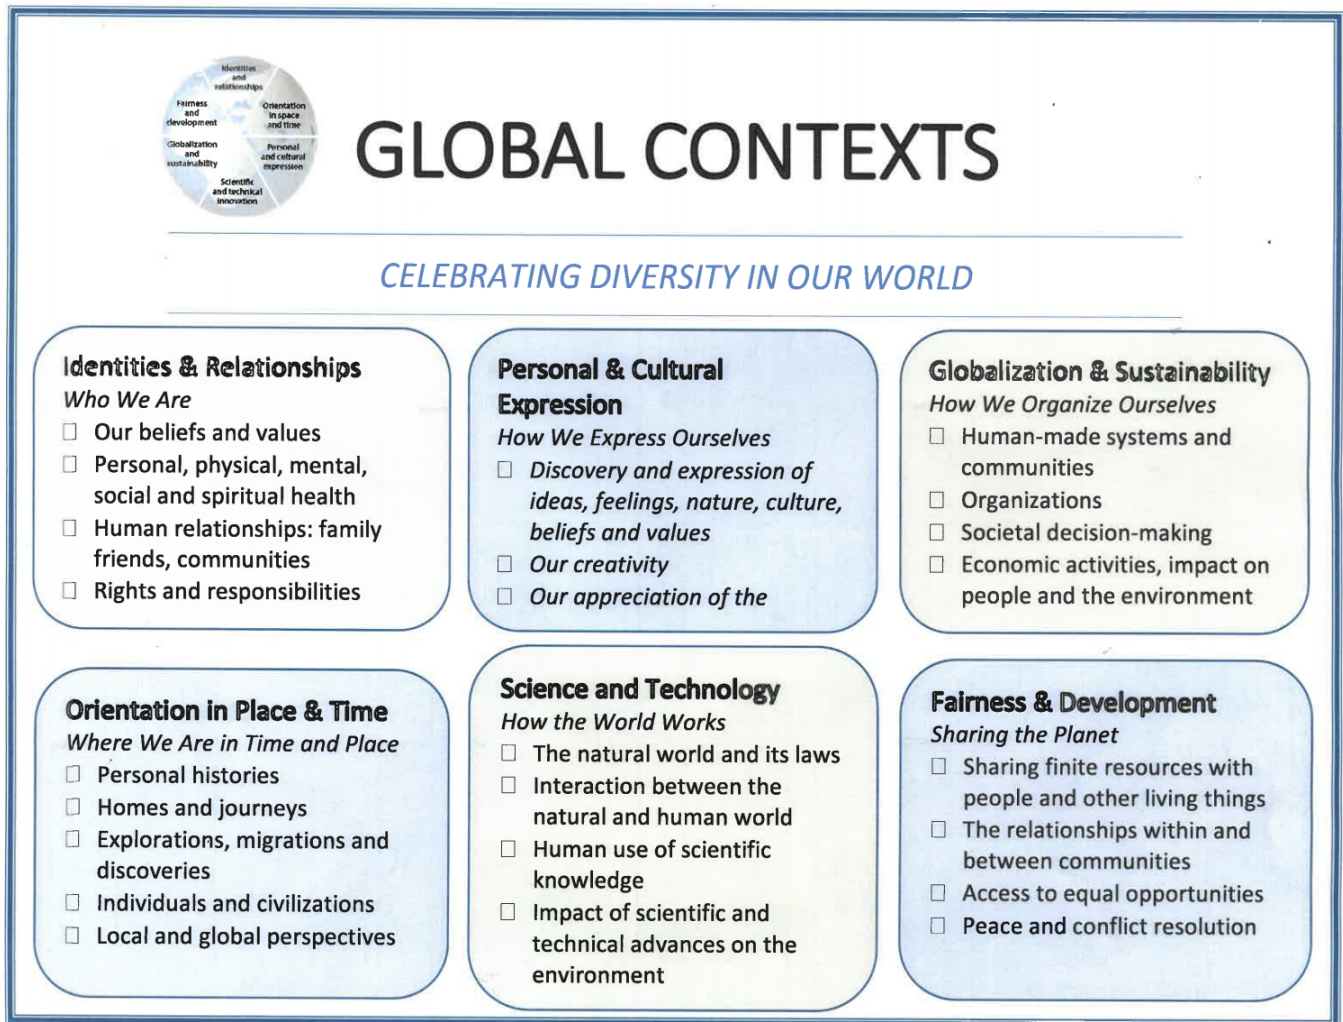 Identities
and
relationships
Fairness
and
development
Orientation
in space
and time
Globalization
and
sustainability
Personal
and cultural
expression
Scientific
and technical
innovation
GLOBAL CONTEXTS
CELEBRATING DIVERSITY IN OUR WORLD
Identities & Relationships
Who We Are
Our beliefs and values
Personal, physical, mental,
social and spiritual health
Human relationships: family
friends, communities
Rights and responsibilities
Personal & Cultural
Expression
How We Express Ourselves
Discovery and expression of
ideas, feelings, nature, culture,
beliefs and values
Our creativity
Our appreciation of the
Globalization & Sustainability
How We Organize Ourselves
Human-made systems and
communities
Organizations
Societal decision-making
Economic activities, impact on
people and the environment
Orientation in Place & Time
Where We Are in Time and Place
Personal histories
Homes and journeys
Explorations, migrations and
discoveries
Individuals and civilizations
Local and global perspectives
Science and Technology
How the World Works
The natural world and its laws
Interaction between the
natural and human world
Human use of scientific
knowledge
Impact of scientific and
technical advances on the
environment
Fairness & Development
Sharing the Planet
Sharing finite resources with
people and other living things
The relationships within and
between communities
Access to equal opportunities
Peace and conflict resolution